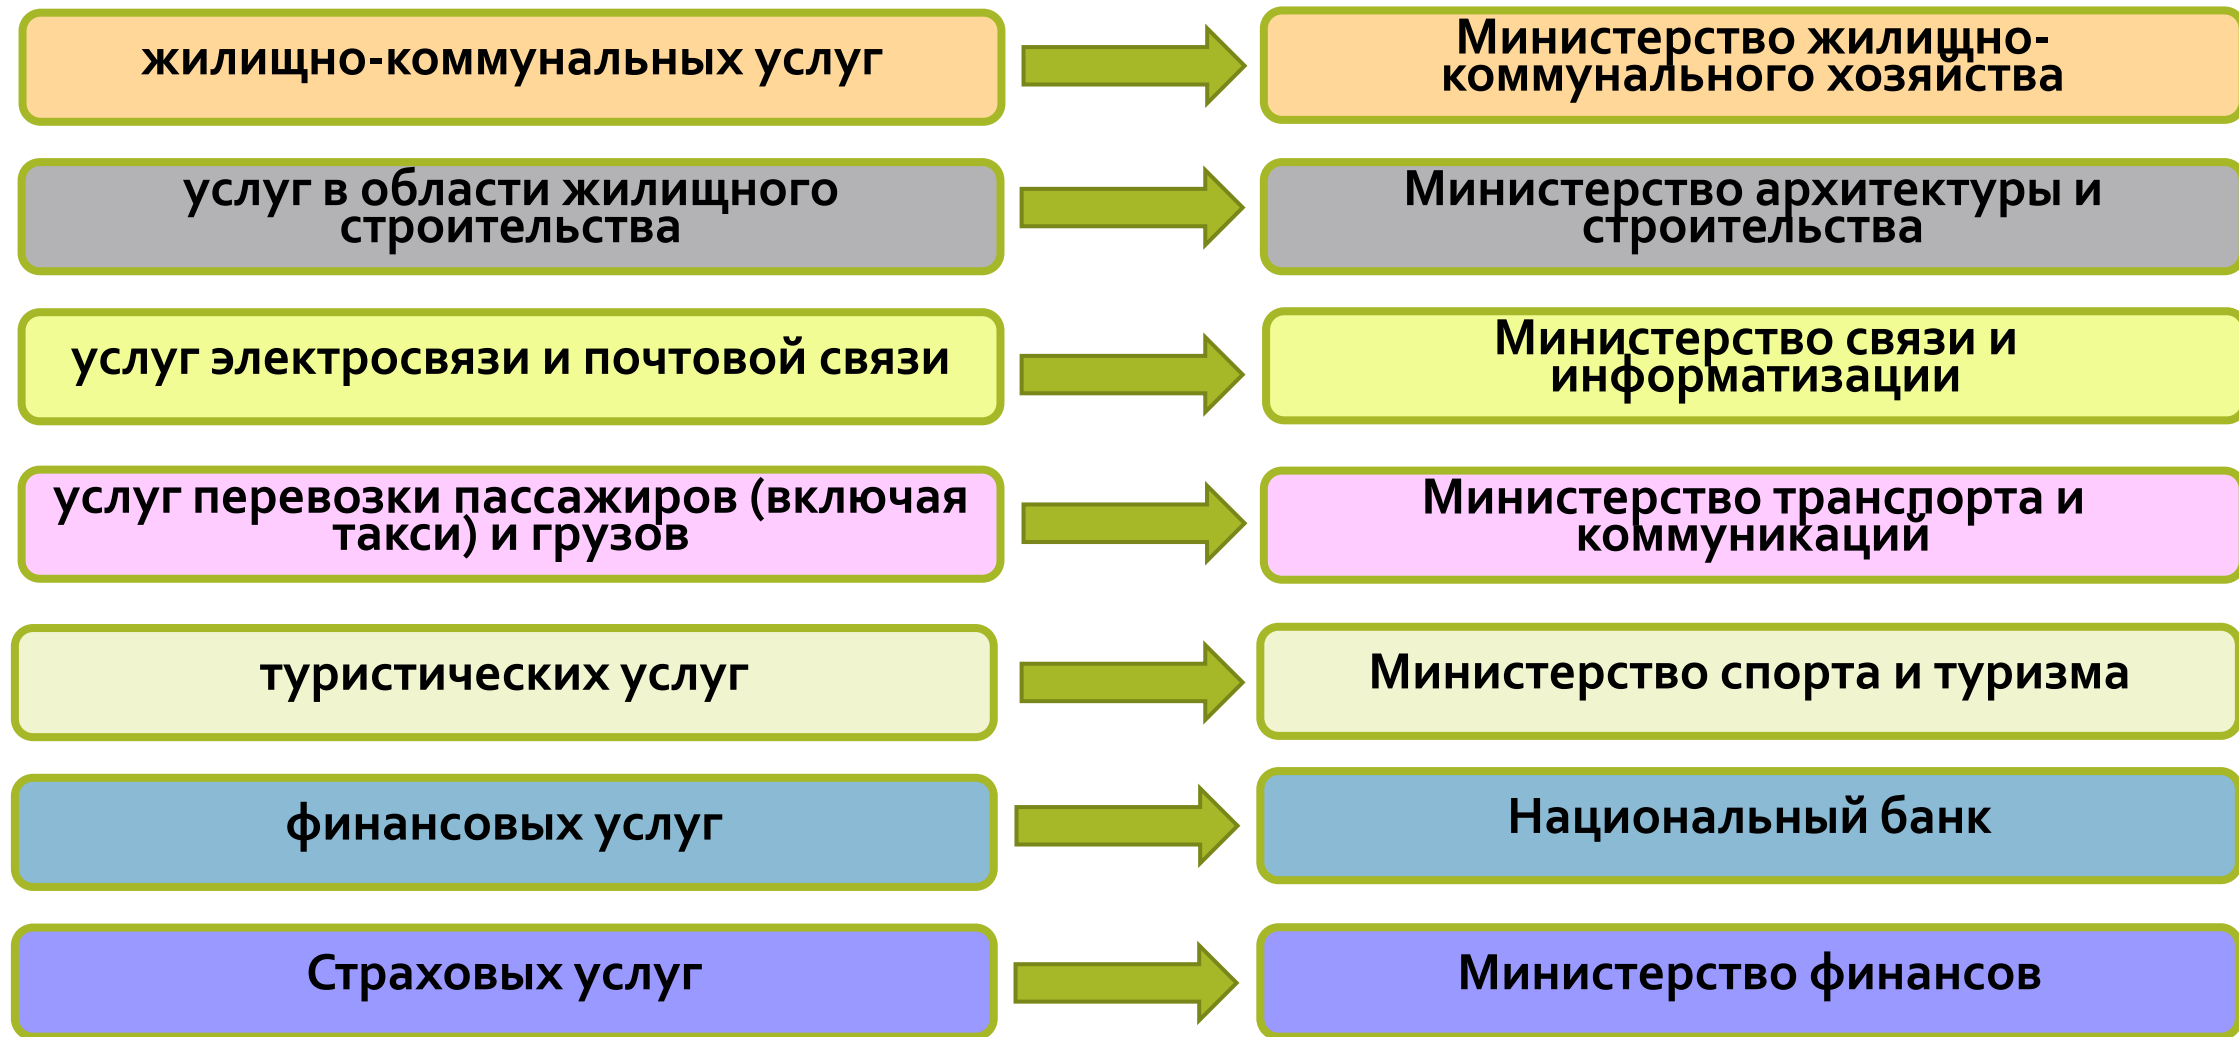 жилищно-коммунальных услуг
Министерство жилищно-
коммунального хозяйства
услуг в области жилищного
строительства
Министерство архитектуры и
строительства
услуг электросвязи и почтовой связи
Министерство связи и
информатизации
услуг перевозки пассажиров (включая
такси) и грузов
Министерство транспорта и
коммуникаций
туристических услуг
Министерство спорта и туризма
финансовых услуг
Национальный банк
Страховых услуг
Министерство финансов